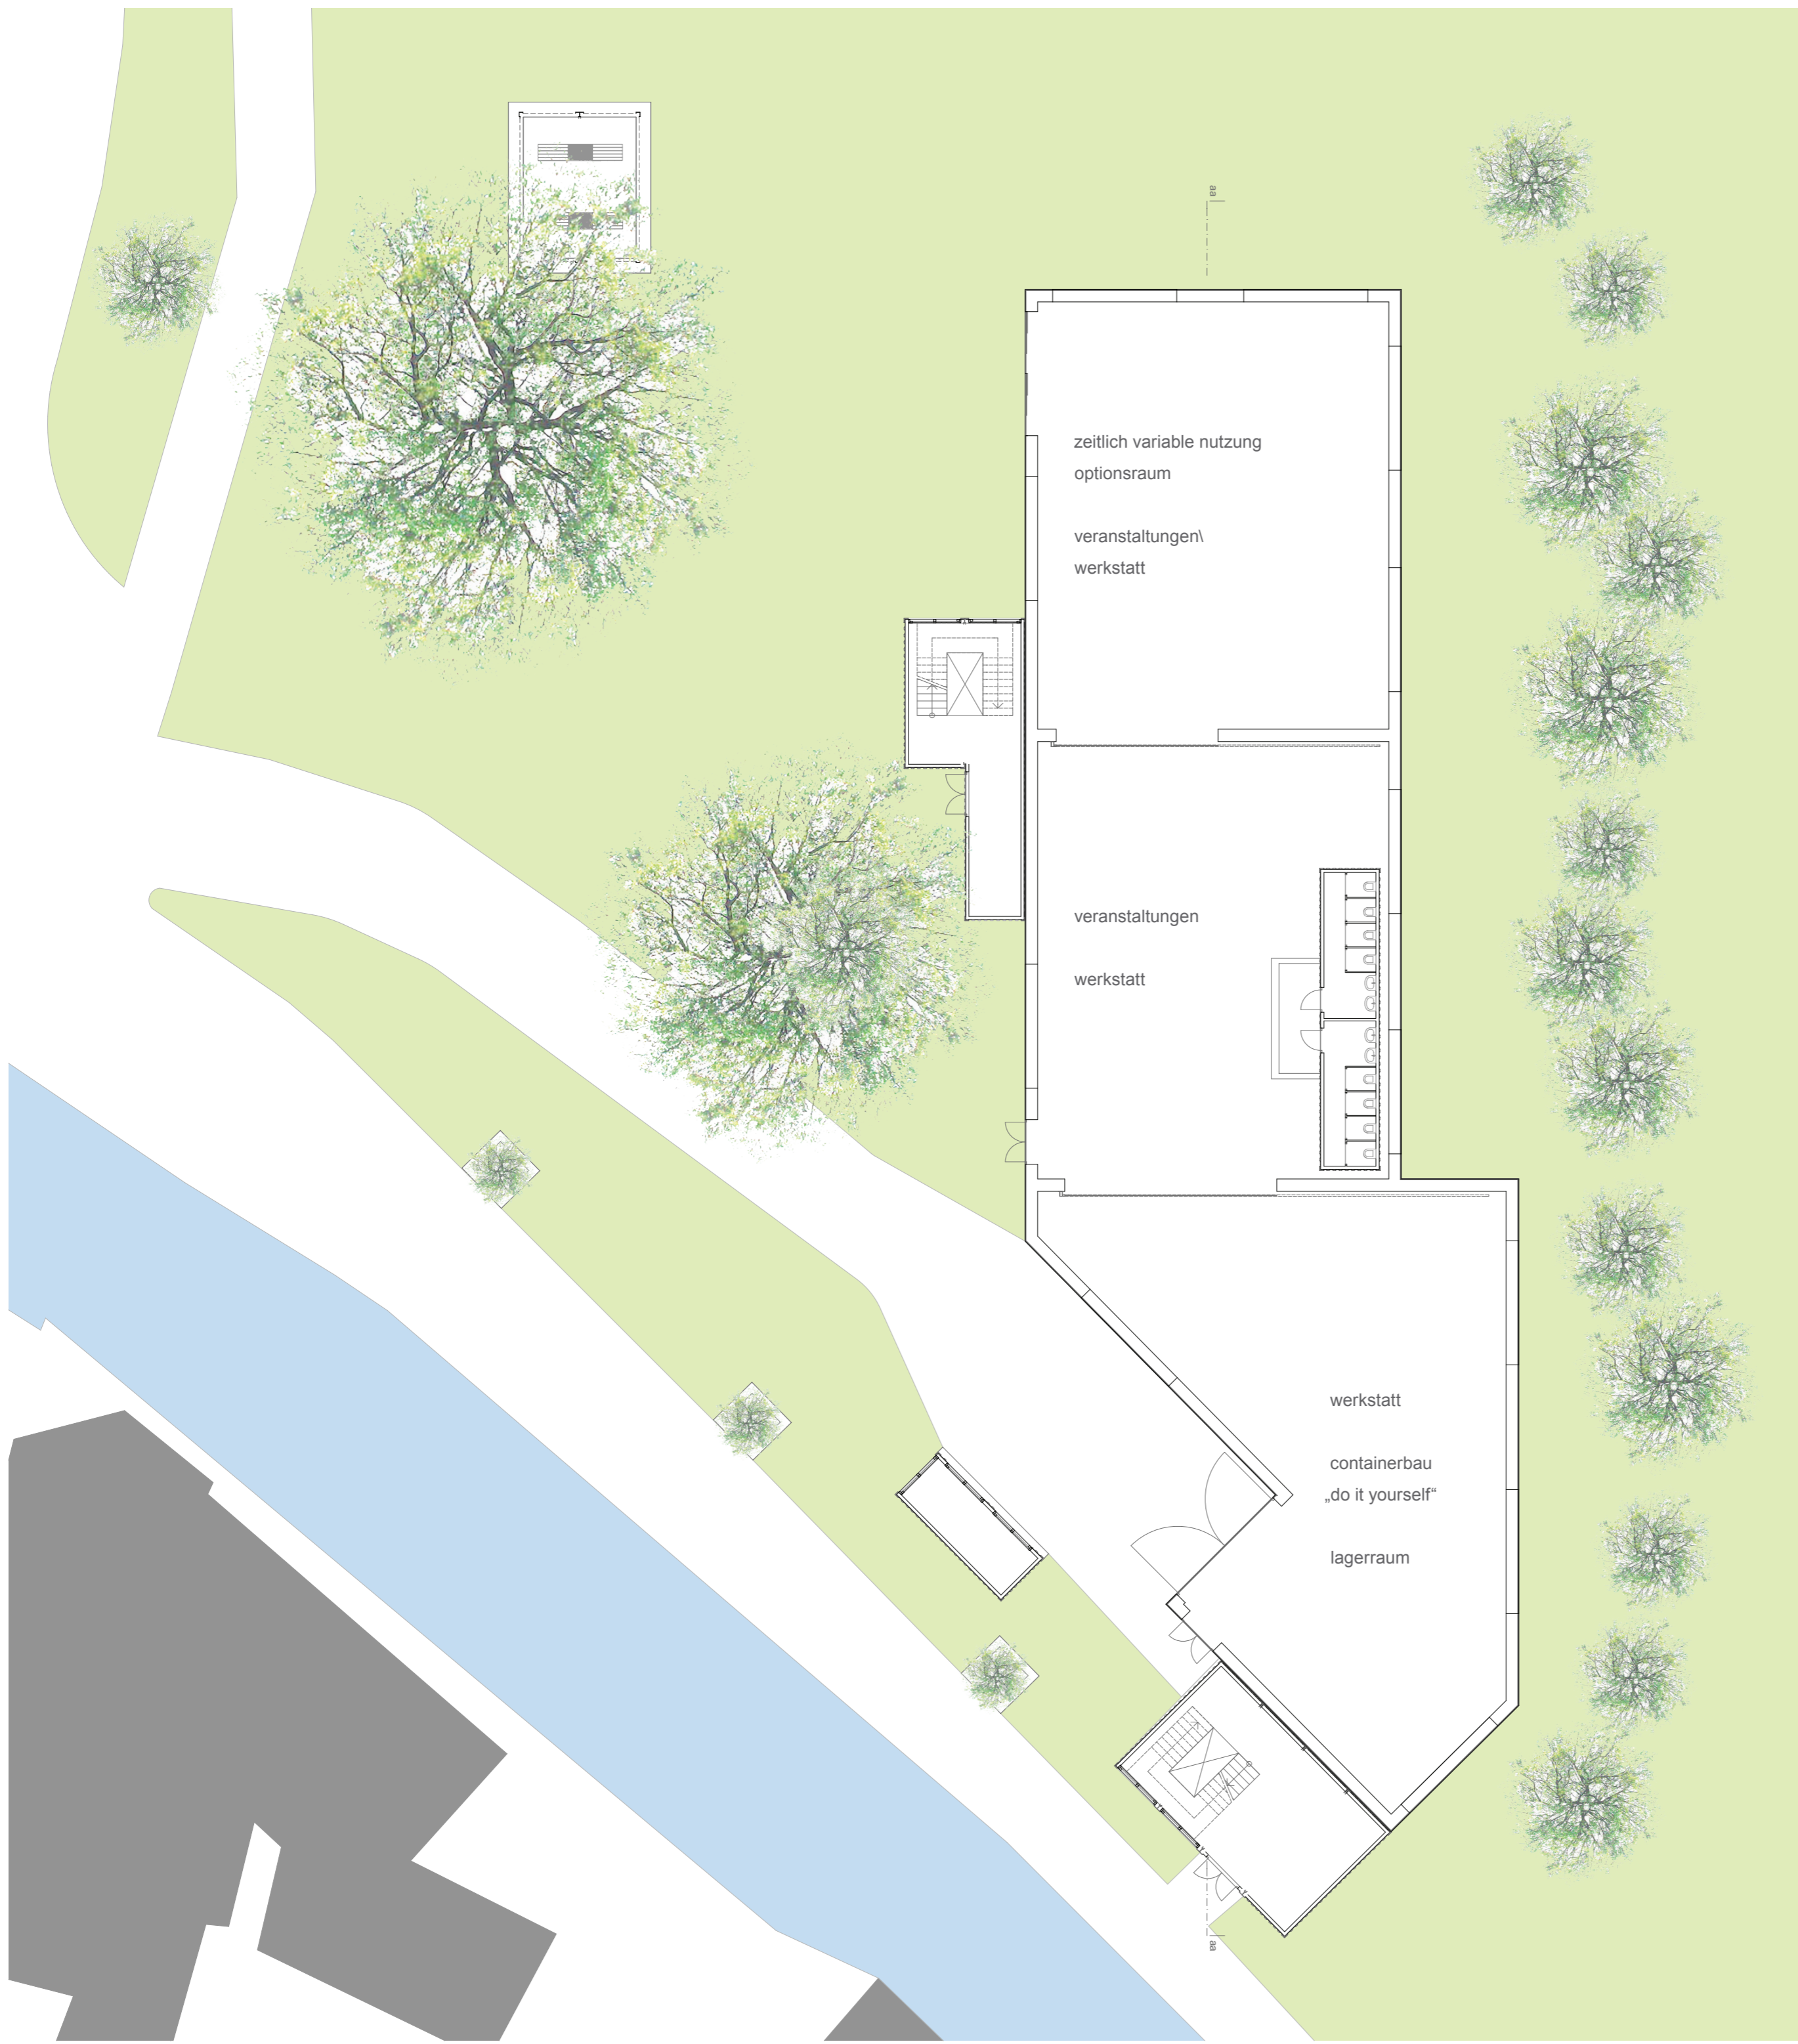 aa
zeitlich variable nutzung
optionsraum
veranstaltungen\
werkstatt
veranstaltungen
werkstatt
werkstatt
containerbau
„do it yourself“
lagerraum
aa